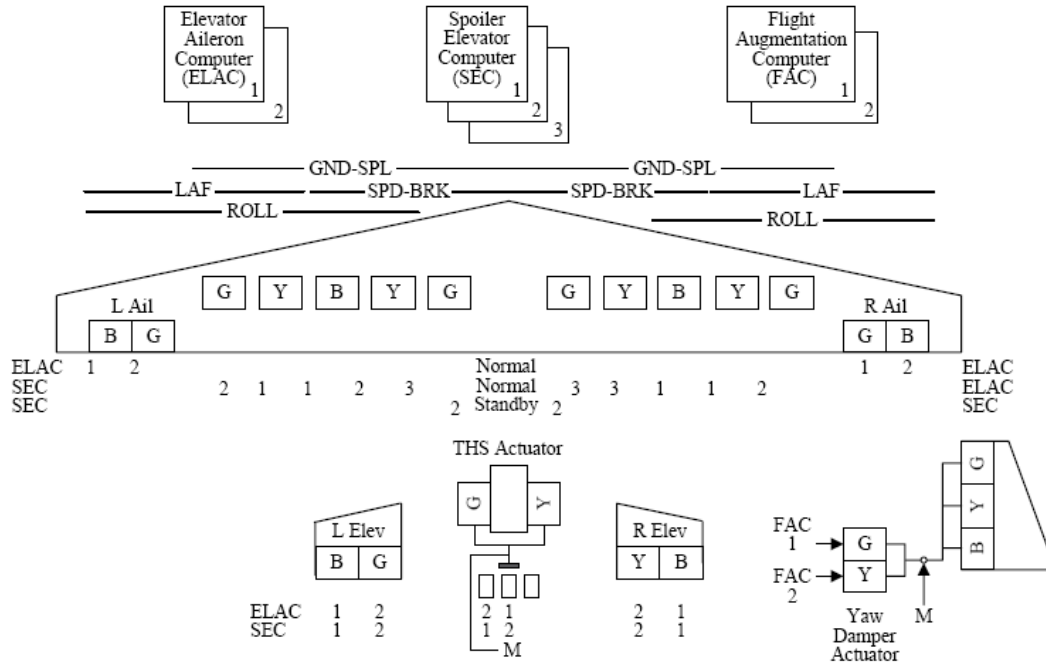 Elevator
Aileron
Computer
(ELAC)
1
2
Spoiler
Elevator
Computer
(SEC)
1
2
3
Flight
Augmentation
Computer
(FAC)
1
2
GND-SPL GND-SPL
LAF SPD-BRK SPD-BRK LAF
ROLL ROLL
G Y B Y G G Y B Y G
L Ail R Ail
B G G B
ELAC 1 2 Normal 1 2 ELAC
SEC 2 1 1 2 3 Normal 3 3 1 1 2 ELAC
SEC 2 Standby 2 SEC
THS Actuator
G Y
L Elev
B G
R Elev
Y B
ELAC 1 2 2 1 2 1
SEC 1 2 1 2 2 1
M
G
Y
B
FAC
1
G
FAC
2
Y
M
Yaw
Damper
Actuator